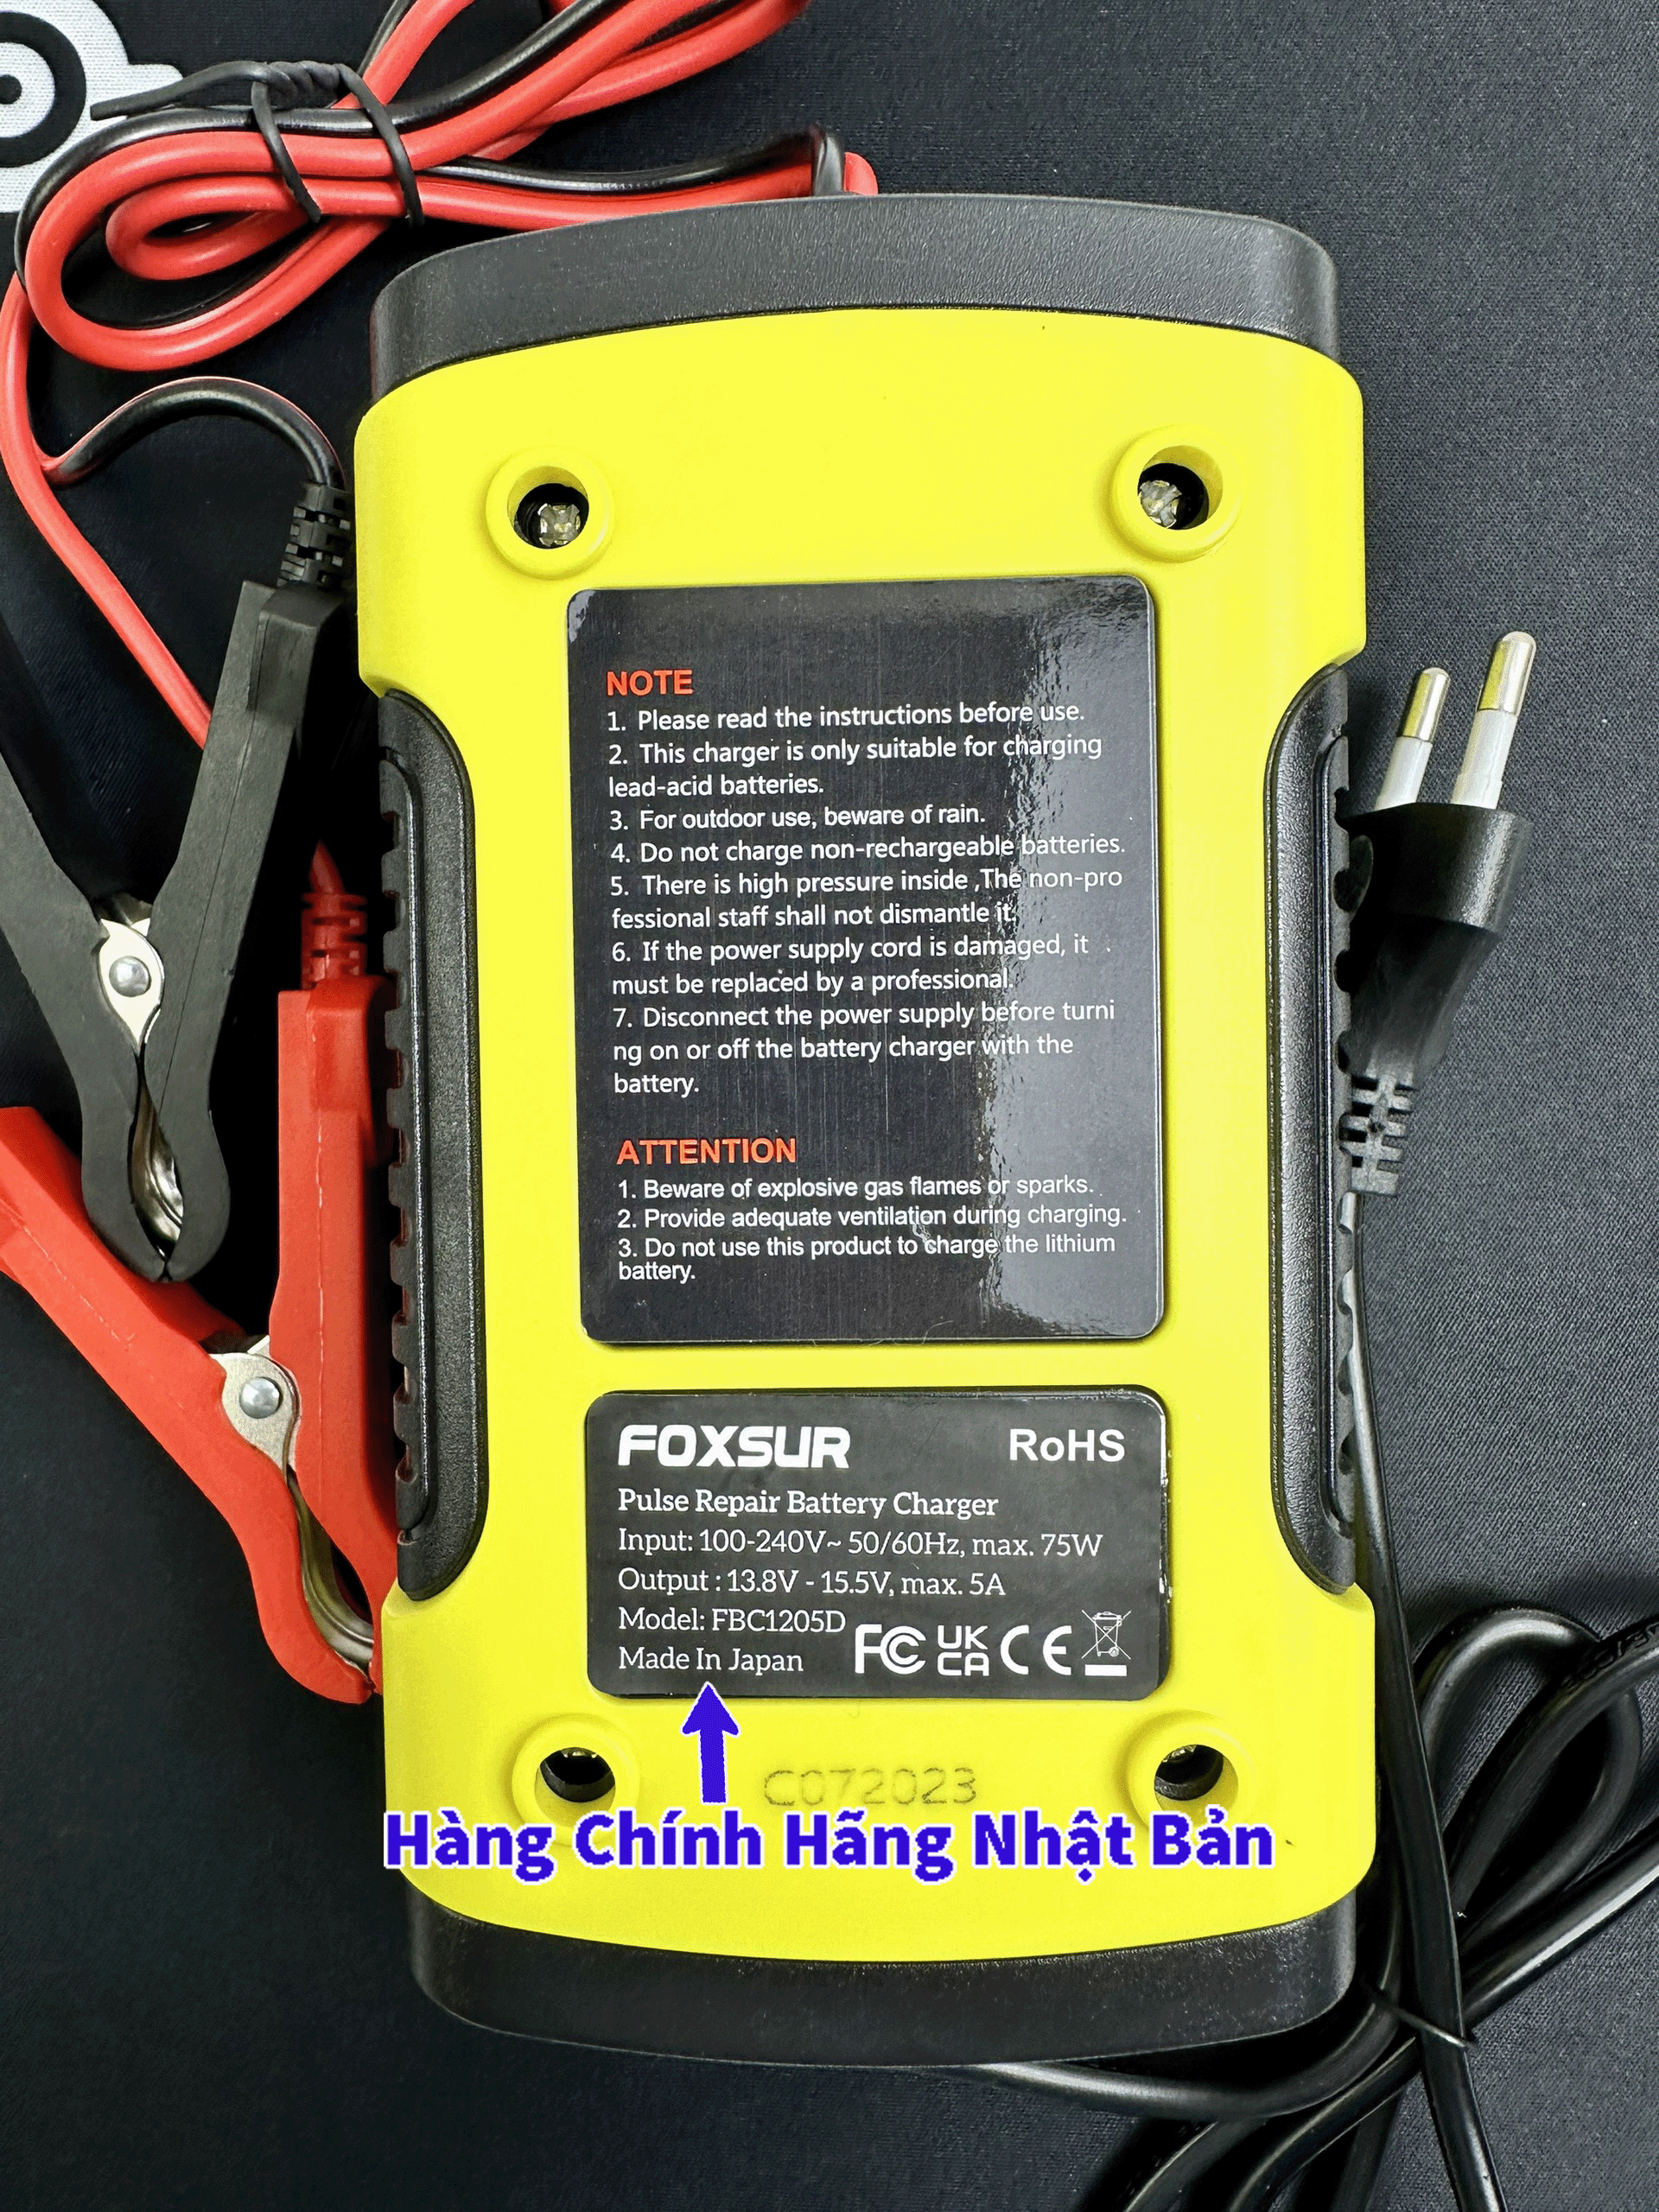 NOTE
1. Please read the instructions before use.
2. This charger is only suitable for charging
lead-acid batteries.
3. For outdoor use, beware of rain.
4. Do not charge non-rechargeable batteries.
5. There is high pressure inside ,The non-pro
fessional staff shall not dismantle it.
6. If the power supply cord is damaged, it
must be replaced by a professional.
7. Disconnect the power supply before turni
ng on or off the battery charger with the
battery.
ATTENTION
1. Beware of explosive gas flames or sparks.
2. Provide adequate ventilation during charging.
3. Do not use this product to charge the lithium
battery.
FOXSUR RoHS
Pulse Repair Battery Charger
Input: 100-240V~ 50/60Hz, max. 75W
Output : 13.8V - 15.5V, max. 5A
Model: FBC1205D
Made In Japan FC UK CA CE
C072023
Hàng Chính Hãng Nhật Bản